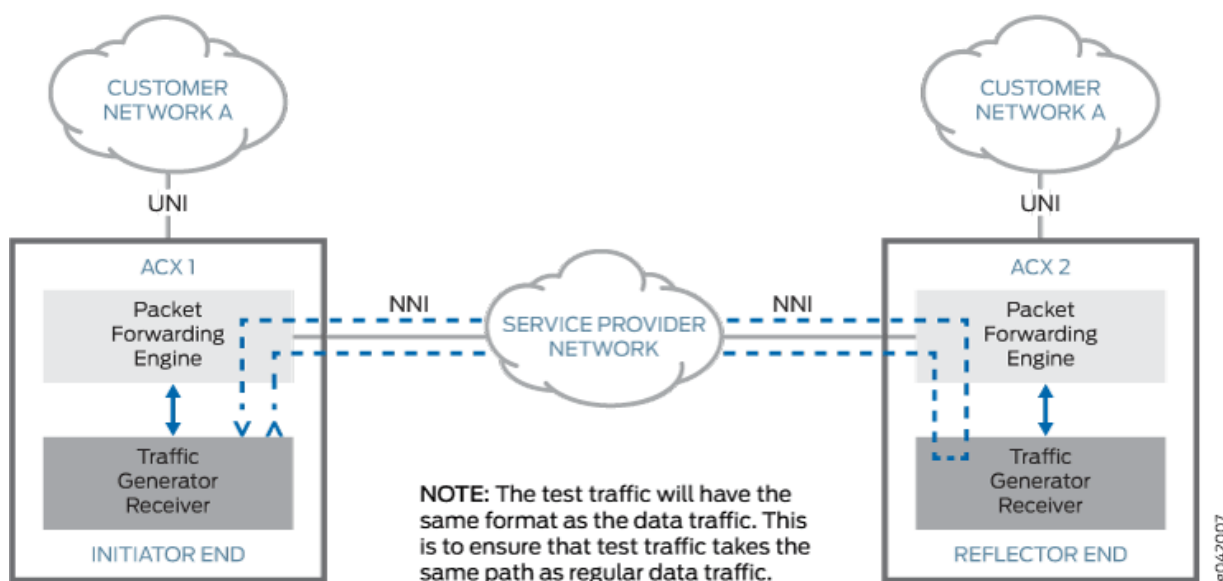 CUSTOMER
NETWORK A
CUSTOMER
NETWORK A
UNI
UNI
ACX 1
ACX 2
Packet
Forwarding
Engine
NNI
SERVICE PROVIDER
NETWORK
NNI
Packet
Forwarding
Engine
Traffic
Generator
Receiver
Traffic
Generator
Receiver
INITIATOR END
NOTE: The test traffic will have the
same format as the data traffic. This
is to ensure that test traffic takes the
same path as regular data traffic.
REFLECTOR END
g042007